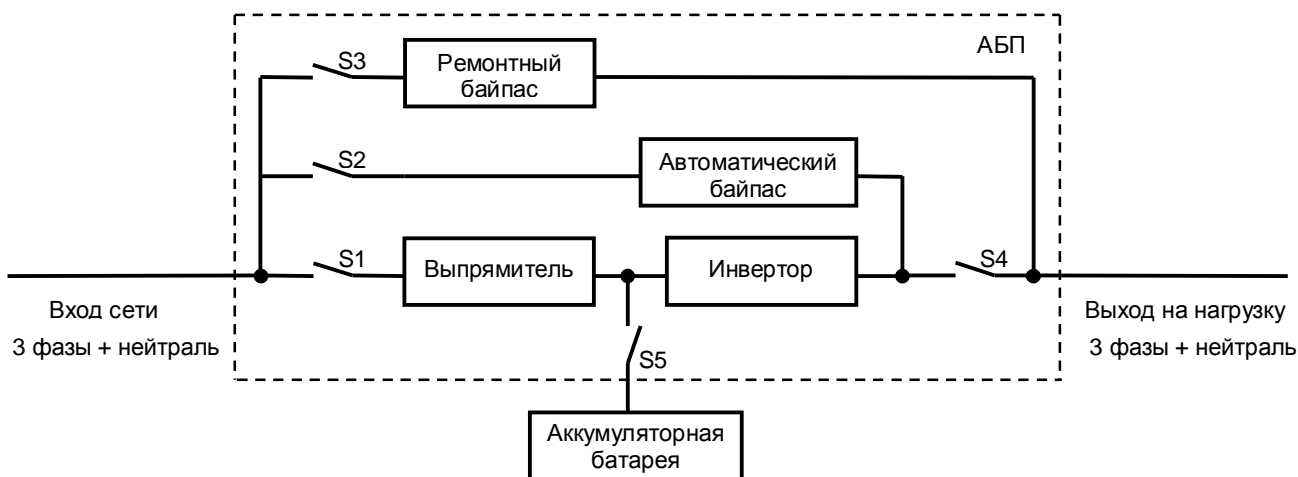 АБП
S3
Ремонтный
байпас
S2
Автоматический
байпас
S1
Выпрямитель
Инвертор
S4
Вход сети
3 фазы + нейтраль
Выход на нагрузку
3 фазы + нейтраль
S5
Аккумуляторная
батарея